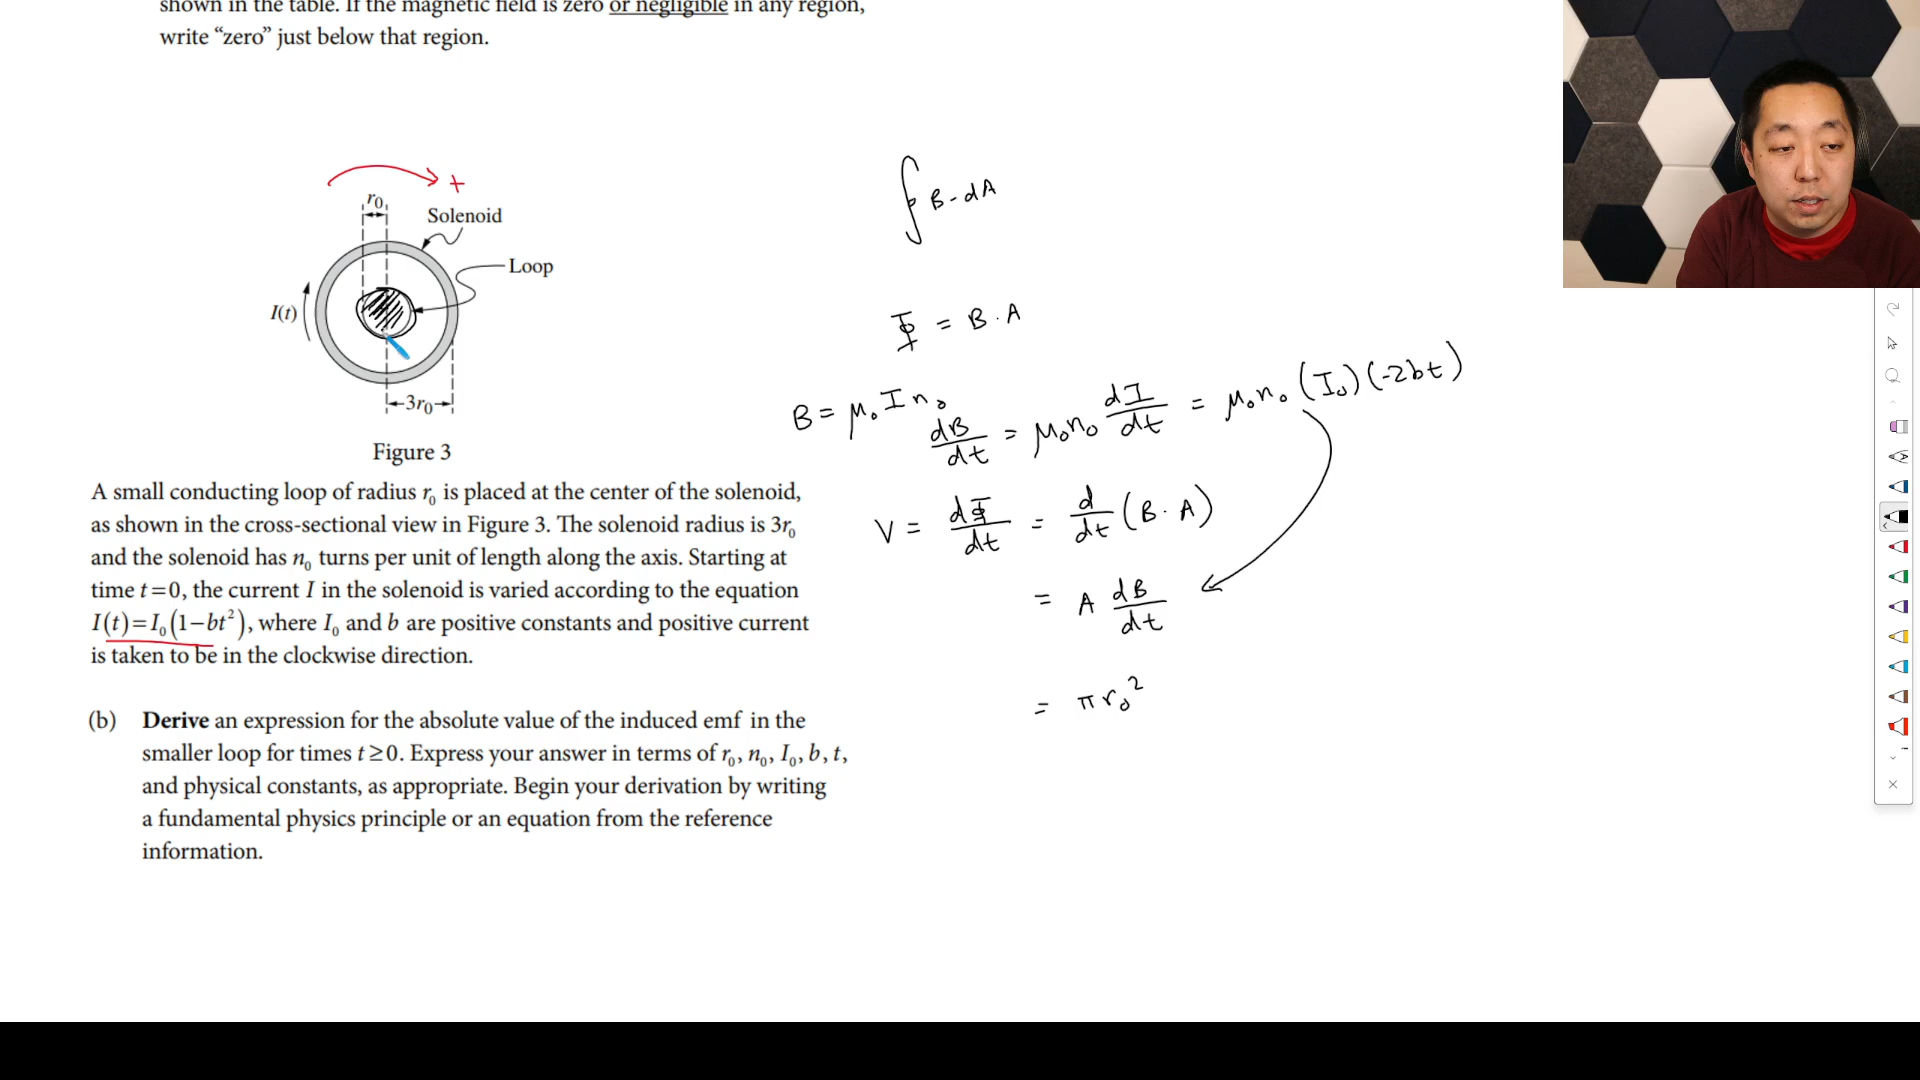 shown in the table. If the magnetic field is zero or negligible in any region,
write “zero” just below that region.
+
r₀
Solenoid
Loop
I(t)
3r₀
Figure 3
A small conducting loop of radius r₀ is placed at the center of the solenoid,
as shown in the cross-sectional view in Figure 3. The solenoid radius is 3r₀
and the solenoid has n₀ turns per unit of length along the axis. Starting at
time t=0, the current I in the solenoid is varied according to the equation
I(t)=I₀(1−bt²), where I₀ and b are positive constants and positive current
is taken to be in the clockwise direction.
(b) Derive an expression for the absolute value of the induced emf in the
smaller loop for times t≥0. Express your answer in terms of r₀, n₀, I₀, b, t,
and physical constants, as appropriate. Begin your derivation by writing
a fundamental physics principle or an equation from the reference
information.
∮ B·dA
Φ = B·A
B = μ₀ I n₀
dB/dt = μ₀n₀ dI/dt = μ₀n₀ (I₀)(-2bt)
V = dΦ/dt = d/dt (B·A)
= A dB/dt
= πr₀²